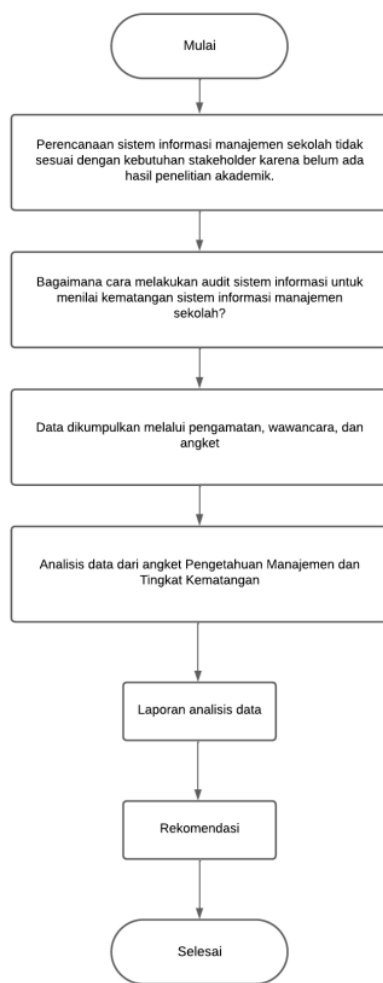 Mulai
Perencanaan sistem informasi manajemen sekolah tidak
sesuai dengan kebutuhan stakeholder karena belum ada
hasil penelitian akademik.
Bagaimana cara melakukan audit sistem informasi untuk
menilai kematangan sistem informasi manajemen
sekolah?
Data dikumpulkan melalui pengamatan, wawancara, dan
angket
Analisis data dari angket Pengetahuan Manajemen dan
Tingkat Kematangan
Laporan analisis data
Rekomendasi
Selesai